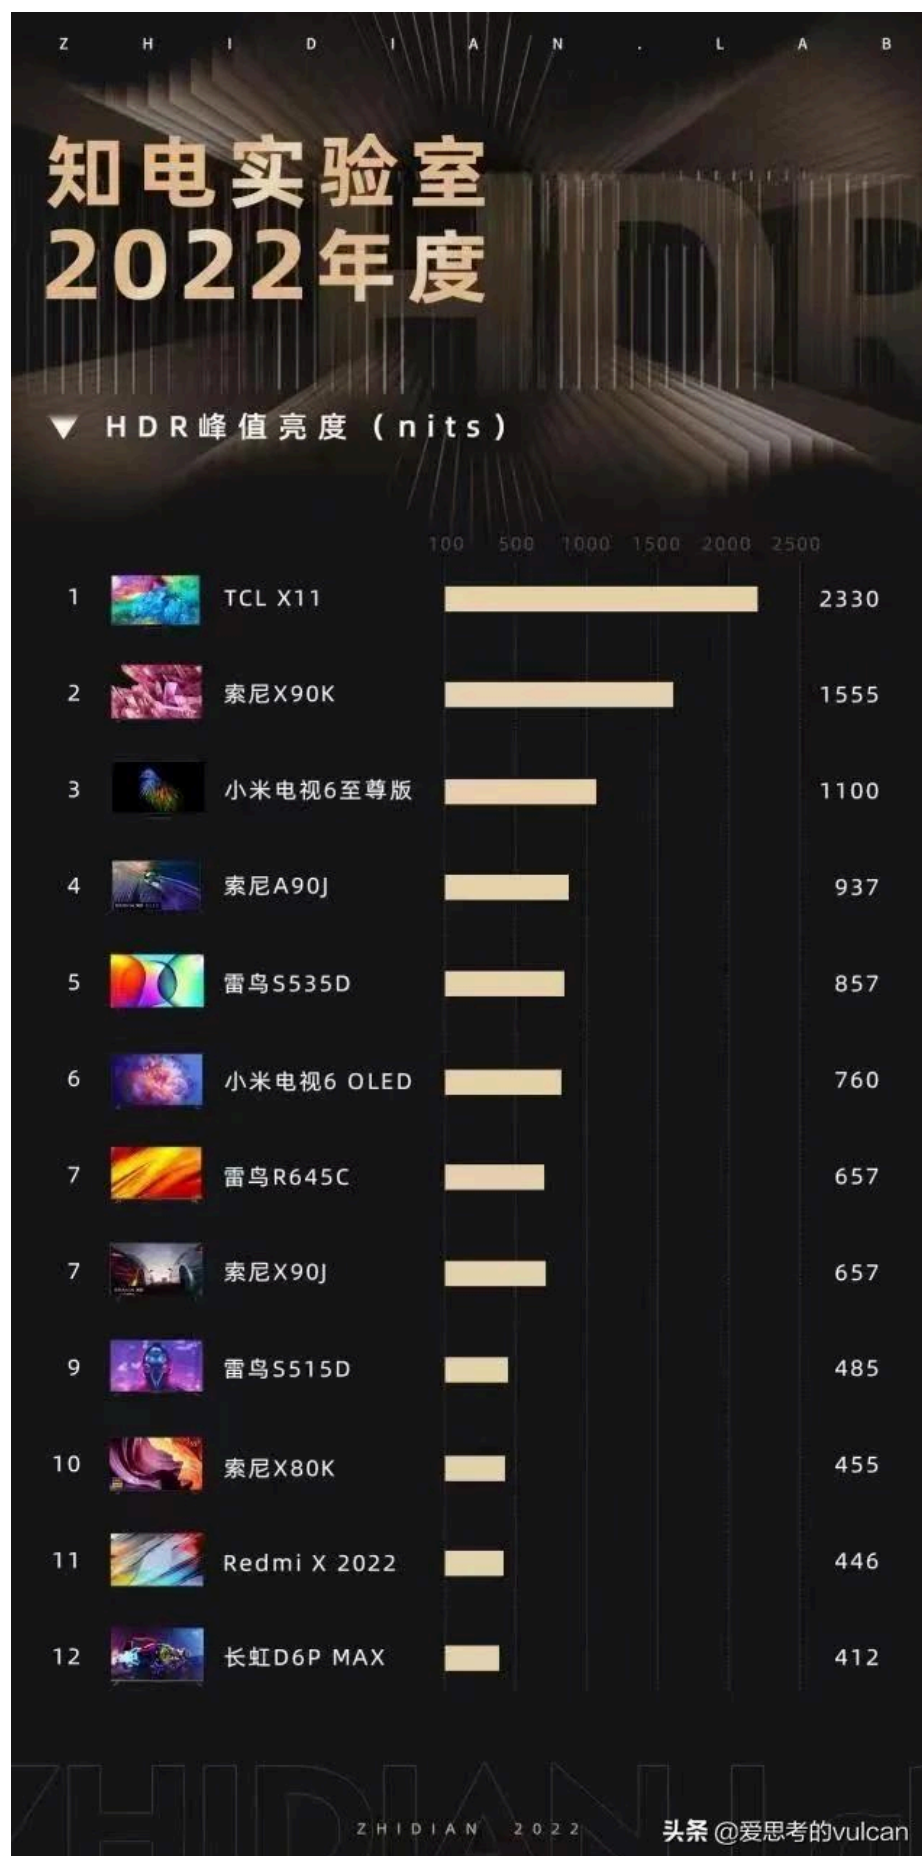 ZHIDIAN.LAB
知电实验室
2022年度
HDR峰值亮度（nits）
100 500 1000 1500 2000 2500
1 TCL X11 2330
2 索尼X90K 1555
3 小米电视6至尊版 1100
4 索尼A90J 937
5 雷鸟S535D 857
6 小米电视6 OLED 760
7 雷鸟R645C 657
7 索尼X90J 657
9 雷鸟S515D 485
10 索尼X80K 455
11 Redmi X 2022 446
12 长虹D6P MAX 412
ZHIDIAN 2022
头条 @爱思考的vulcan